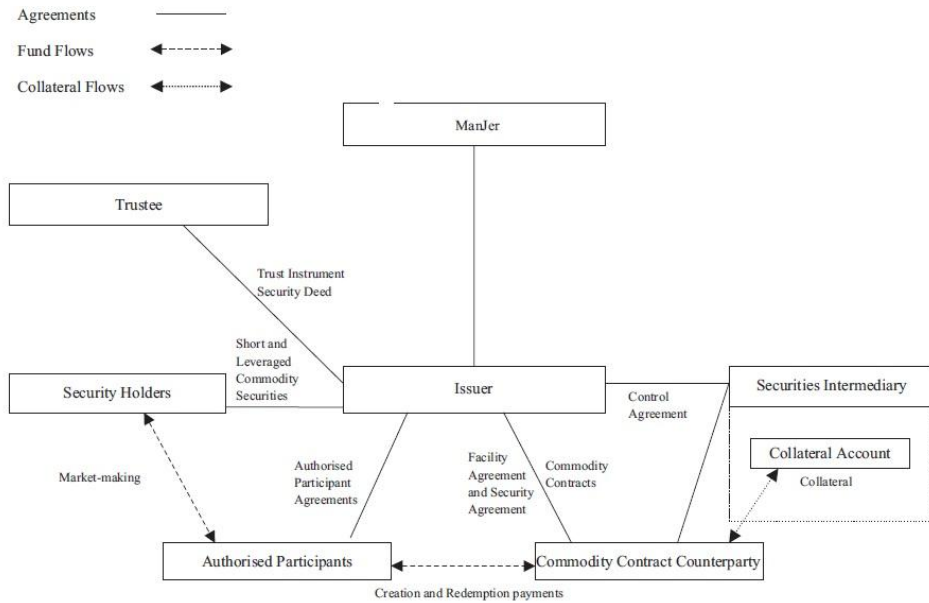 Agreements
Fund Flows
Collateral Flows
ManJer
Trustee
Trust Instrument
Security Deed
Short and
Leveraged
Commodity
Securities
Security Holders
Issuer
Control
Agreement
Securities Intermediary
Collateral Account
Collateral
Market-making
Authorised
Participant
Agreements
Facility
Agreement
and Security
Agreement
Commodity
Contracts
Authorised Participants
Commodity Contract Counterparty
Creation and Redemption payments